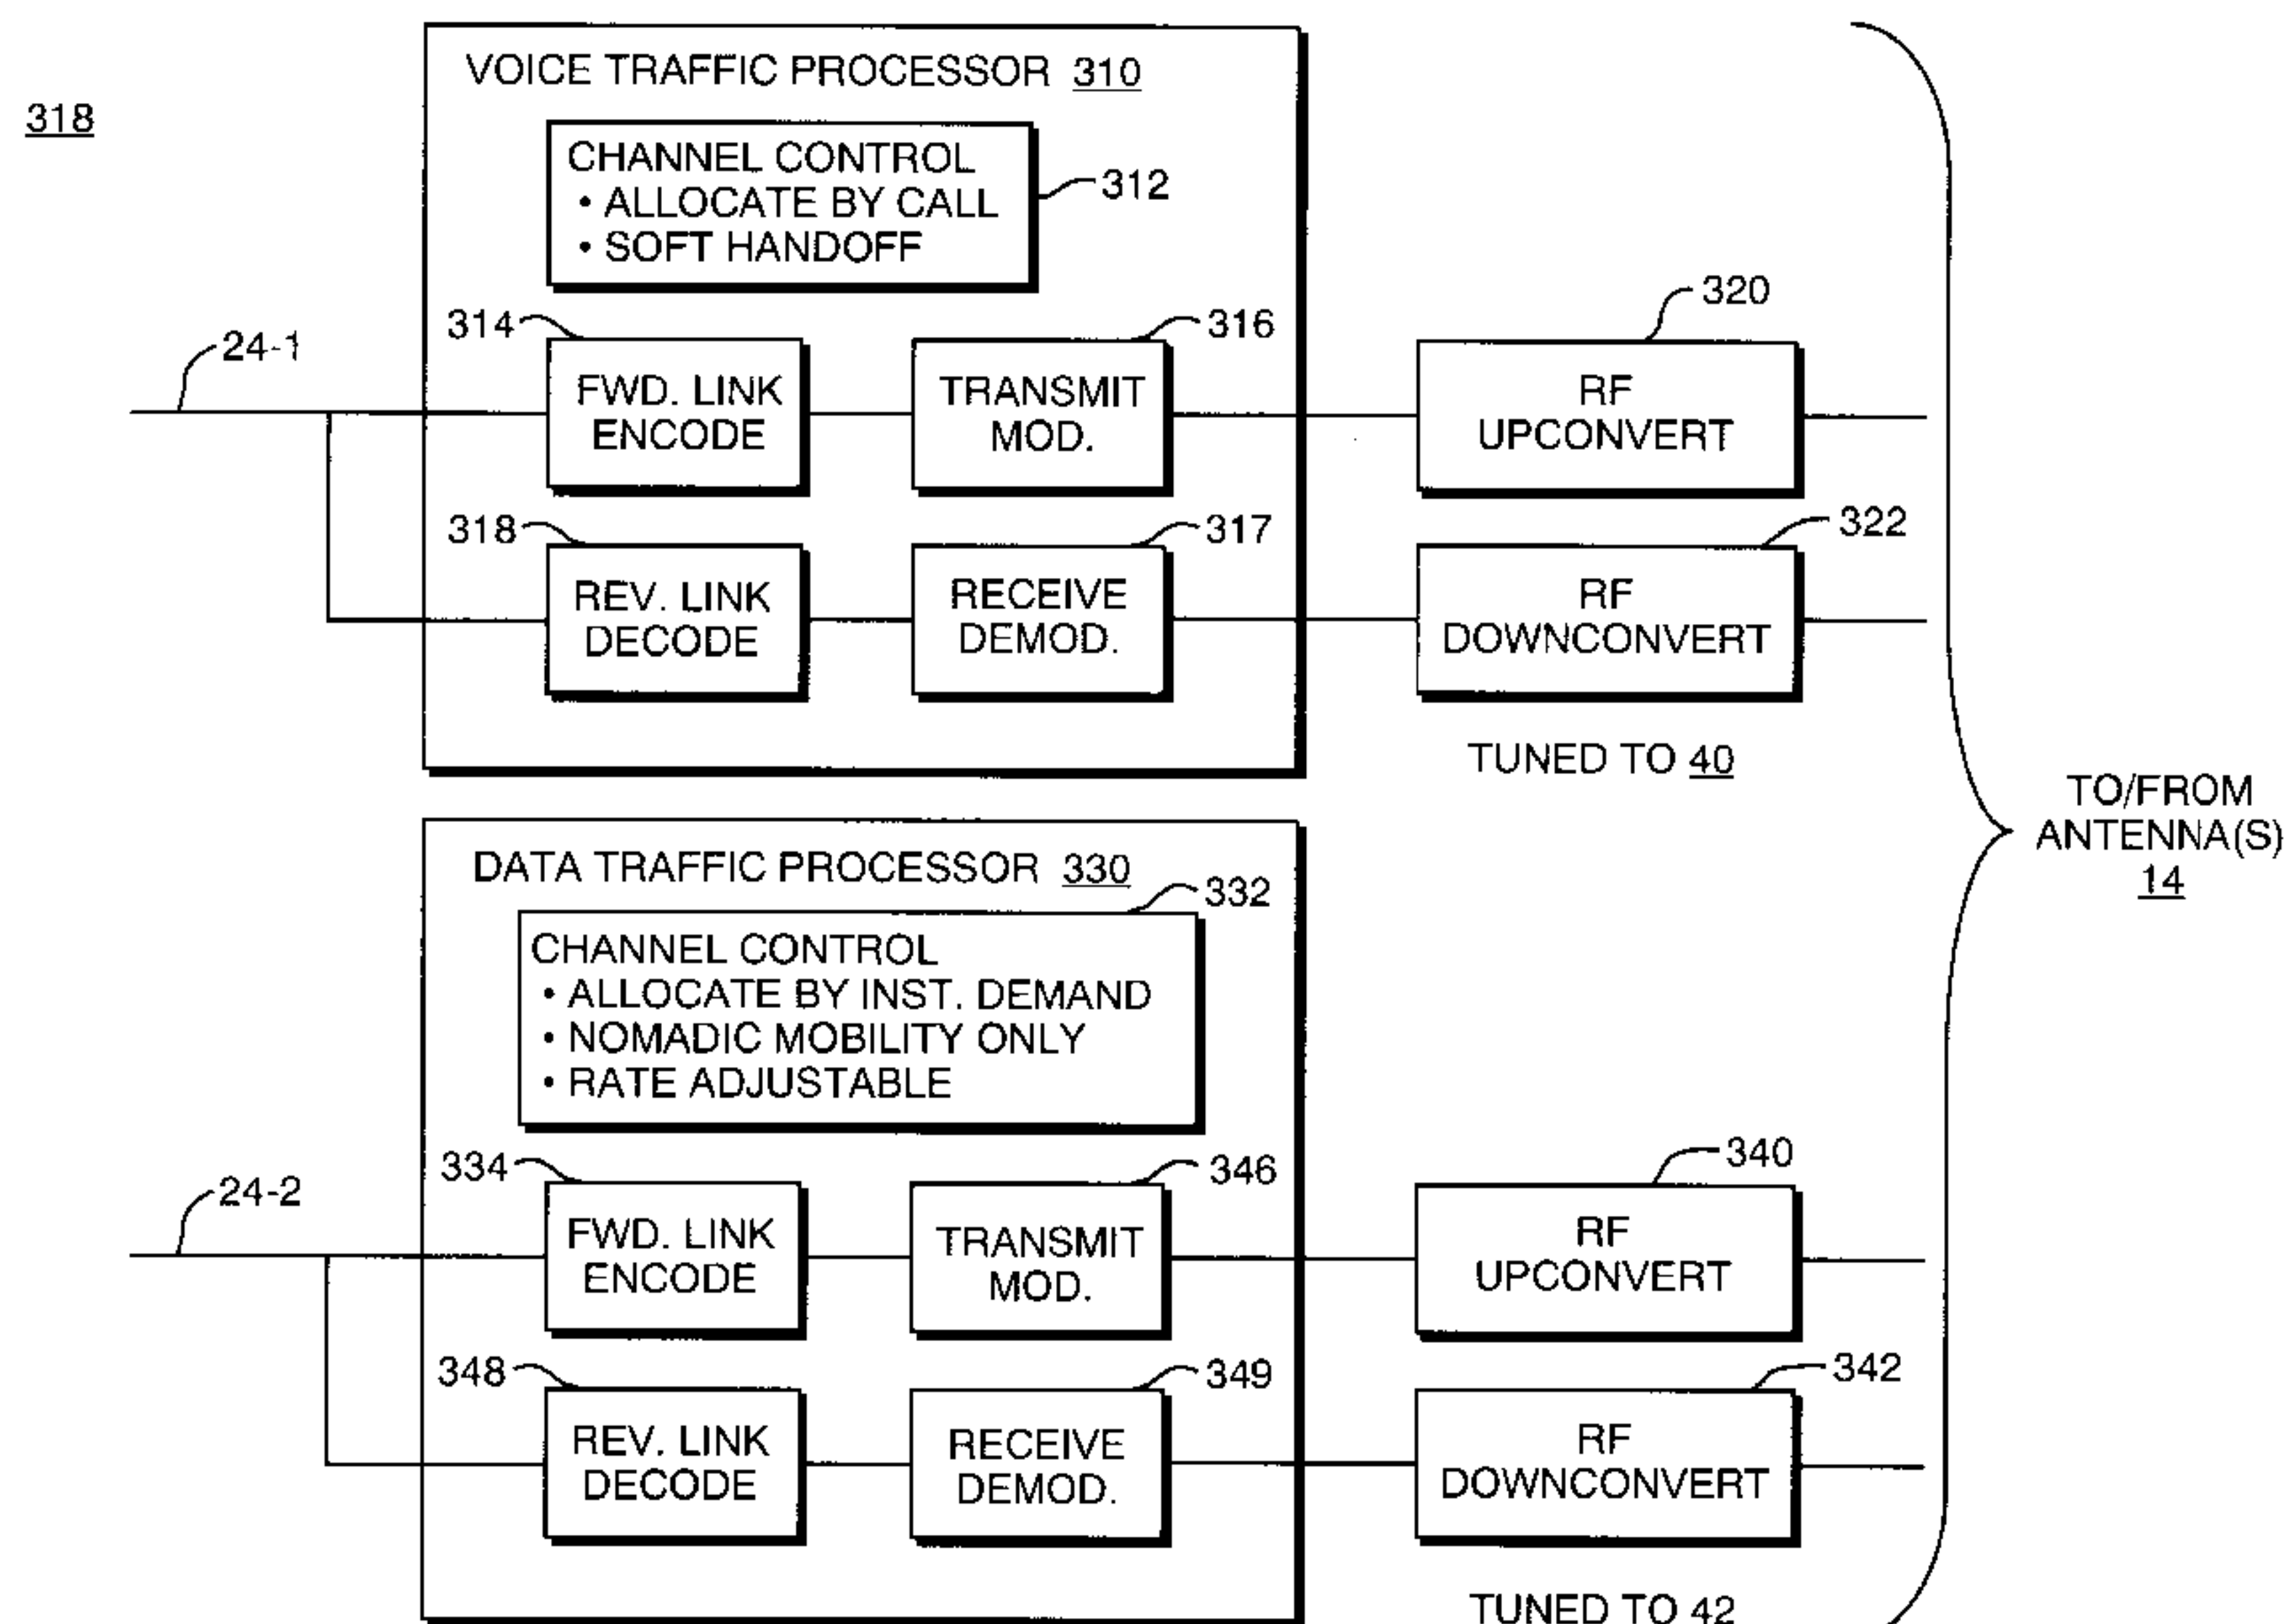 318
VOICE TRAFFIC PROCESSOR 310
CHANNEL CONTROL
• ALLOCATE BY CALL
• SOFT HANDOFF
312
24-1
314
FWD. LINK
ENCODE
316
TRANSMIT
MOD.
320
RF
UPCONVERT
318
REV. LINK
DECODE
317
RECEIVE
DEMOD.
322
RF
DOWNCONVERT
TUNED TO 40
TO/FROM
ANTENNA(S)
14
DATA TRAFFIC PROCESSOR 330
332
CHANNEL CONTROL
• ALLOCATE BY INST. DEMAND
• NOMADIC MOBILITY ONLY
• RATE ADJUSTABLE
24-2
334
FWD. LINK
ENCODE
346
TRANSMIT
MOD.
340
RF
UPCONVERT
348
REV. LINK
DECODE
349
RECEIVE
DEMOD.
342
RF
DOWNCONVERT
TUNED TO 42